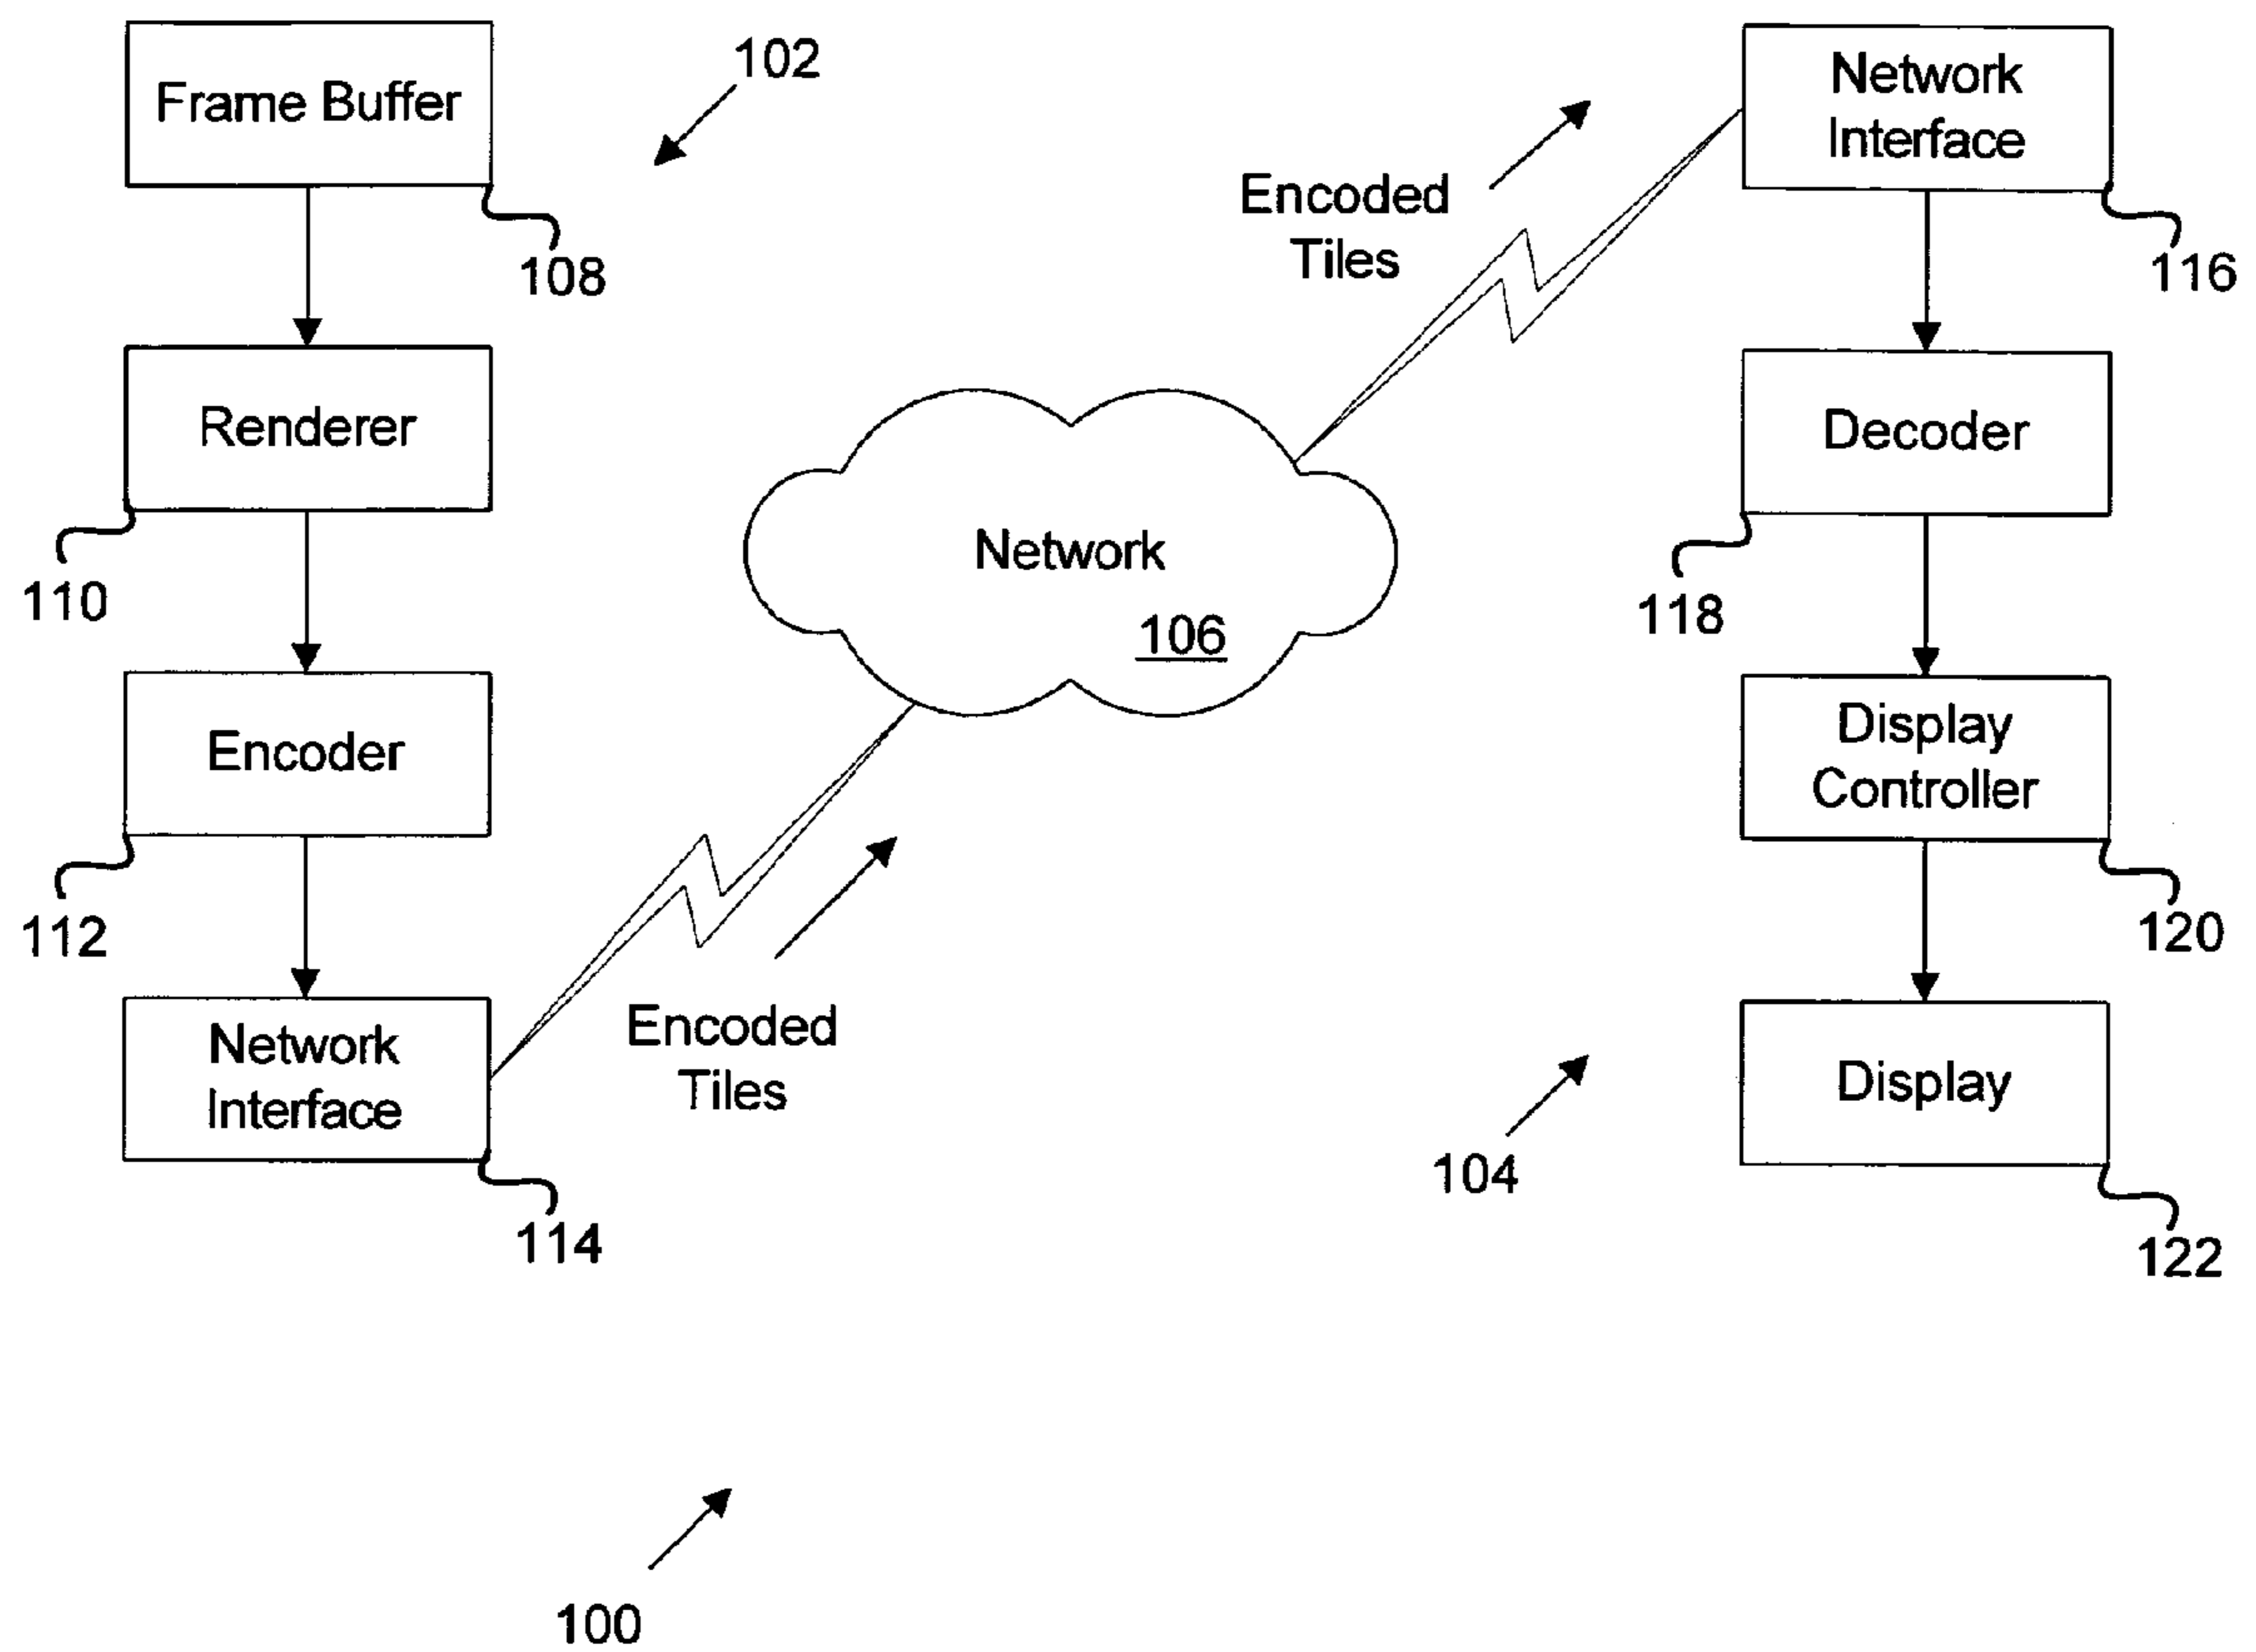 Frame Buffer
108
102
Renderer
110
Encoder
112
Network
Interface
114
Encoded
Tiles
Network
106
Encoded
Tiles
Network
Interface
116
Decoder
118
Display
Controller
120
Display
122
104
100